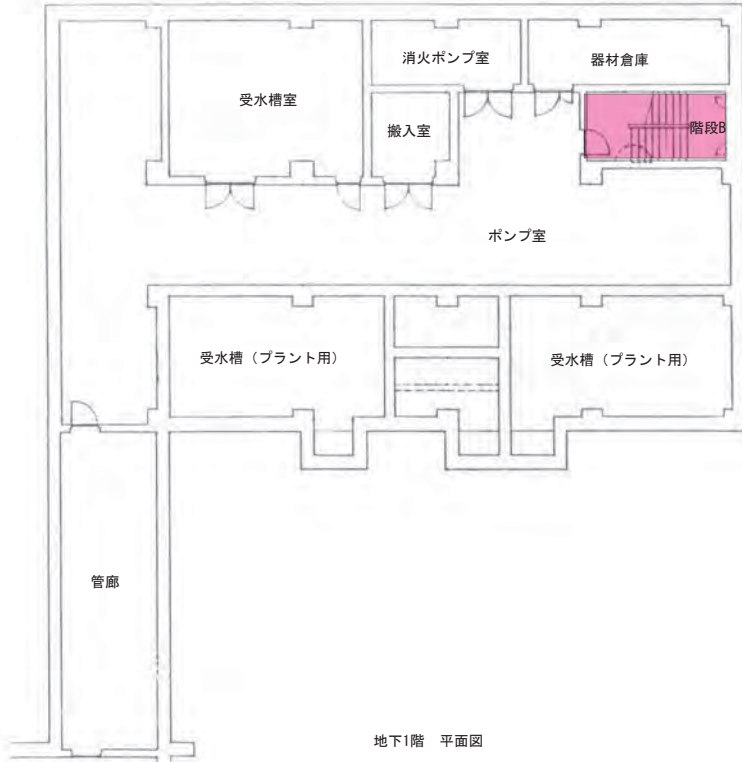 消火ポンプ室
器材倉庫
受水槽室
搬入室
階段B
ポンプ室
受水槽（プラント用）
受水槽（プラント用）
管廊
地下1階　平面図